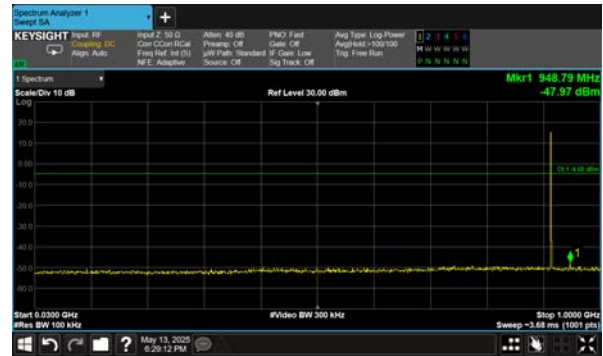 Spectrum Analyzer 1
Swept SA
+
KEYSIGHT
Input: RF
Coupling: DC
Align: Auto
Input Z: 50 Ω
Corr CCorr RCal
Freq Ref: Int (S)
NFE: Adaptive
Atten: 40 dB
Preamp: Off
µW Path: Standard
Source: Off
PNO: Fast
Gate: Off
IF Gain: Low
Sig Track: Off
Avg Type: Log-Power
Avg|Hold:>100/100
Trig: Free Run
1 2 3 4 5 6
M W W W W W
P N N N N N
LXI
1 Spectrum
Mkr1 948.79 MHz
Scale/Div 10 dB
Ref Level 30.00 dBm
-47.97 dBm
Log
20.0
10.0
0.00
-10.0
-20.0
-30.0
-40.0
-50.0
-60.0
1
Start 0.0300 GHz
#Video BW 300 kHz
Stop 1.0000 GHz
#Res BW 100 kHz
Sweep ~3.68 ms (1001 pts)
?
May 13, 2025
6:29:12 PM